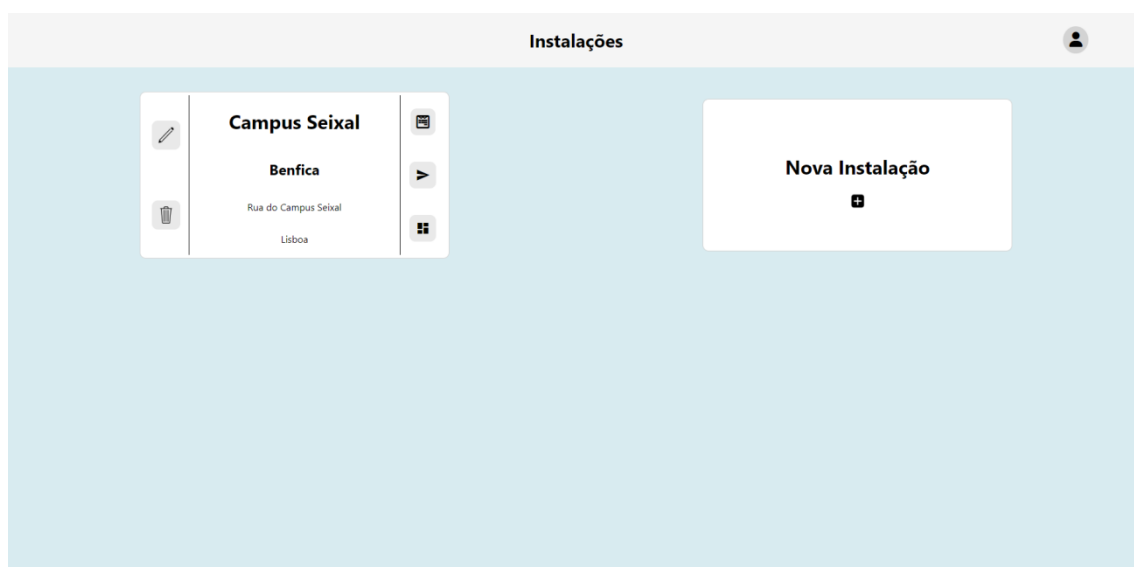 Instalações
Campus Seixal
Benfica
Rua do Campus Seixal
Lisboa
Nova Instalação